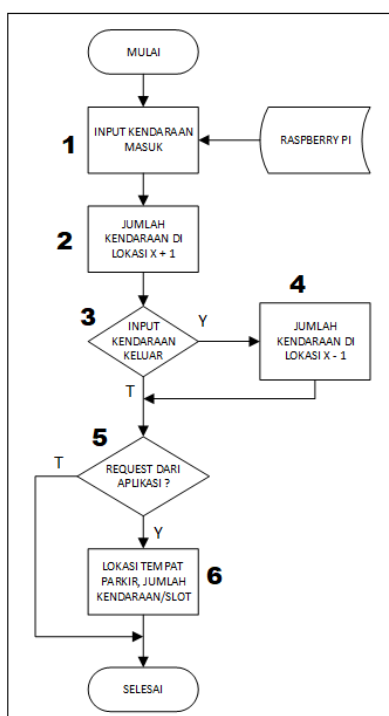 MULAI
1
INPUT KENDARAAN
MASUK
RASPBERRY PI
2
JUMLAH
KENDARAAN DI
LOKASI X + 1
3
INPUT
KENDARAAN
KELUAR
Y
4
JUMLAH
KENDARAAN DI
LOKASI X - 1
T
5
T
REQUEST DARI
APLIKASI ?
Y
LOKASI TEMPAT
PARKIR, JUMLAH
KENDARAAN/SLOT
6
SELESAI